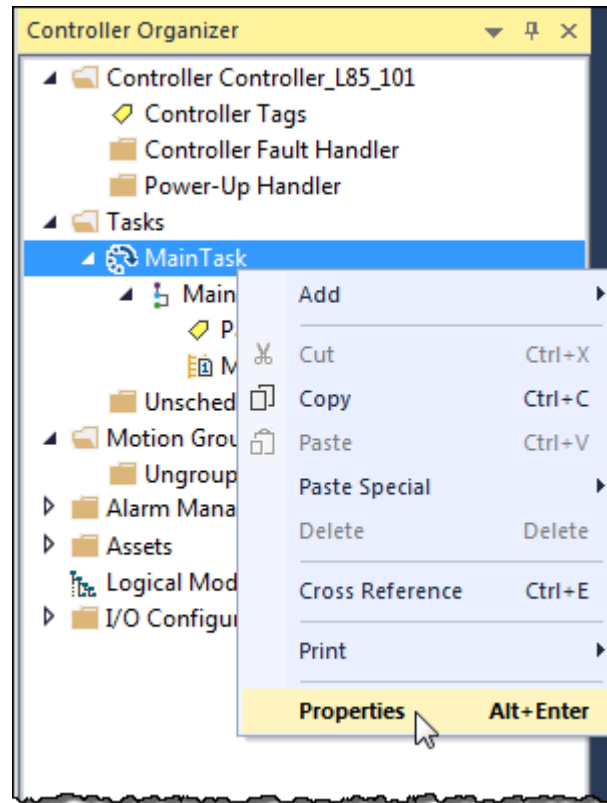 Controller Organizer
Controller Controller_L85_101
Controller Tags
Controller Fault Handler
Power-Up Handler
Tasks
MainTask
Main
P
M
Unsched
Motion Grou
Ungroup
Alarm Mana
Assets
Logical Mod
I/O Configu
Add
Cut Ctrl+X
Copy Ctrl+C
Paste Ctrl+V
Paste Special
Delete Delete
Cross Reference Ctrl+E
Print
Properties Alt+Enter